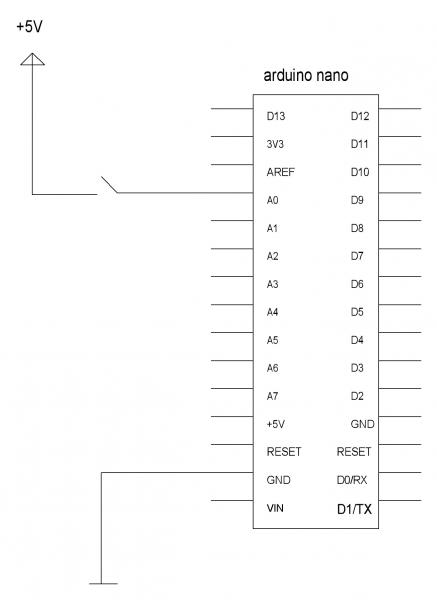 +5V
arduino nano
D13 D12
3V3 D11
AREF D10
A0 D9
A1 D8
A2 D7
A3 D6
A4 D5
A5 D4
A6 D3
A7 D2
+5V GND
RESET RESET
GND D0/RX
VIN D1/TX